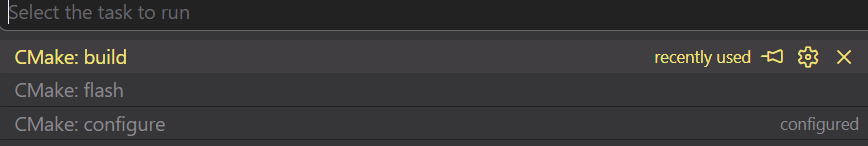 Select the task to run
CMake: build recently used
CMake: flash
CMake: configure configured